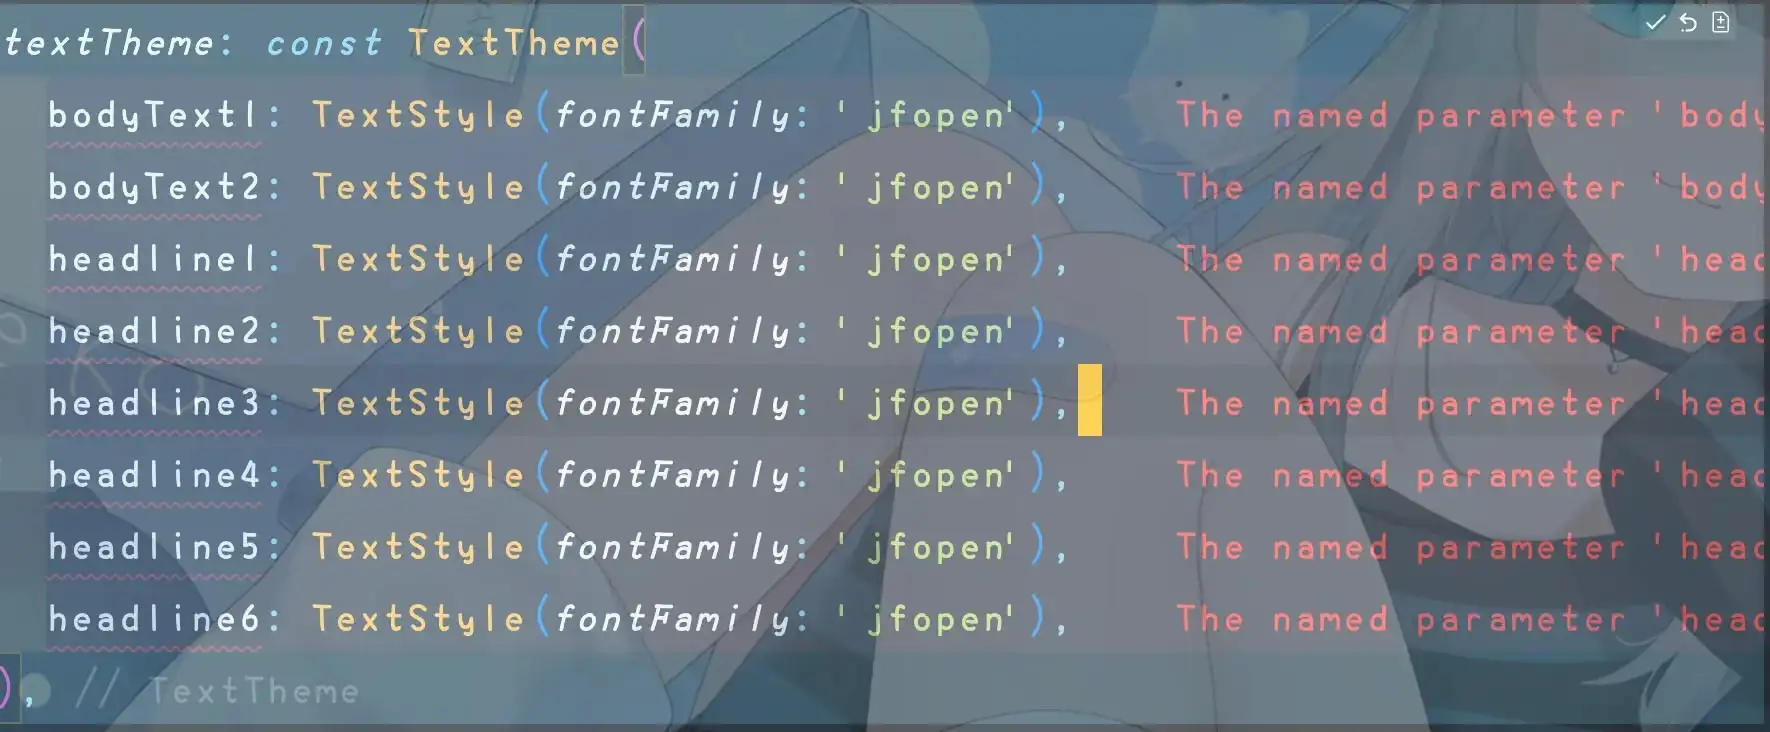 textTheme: const TextTheme(
bodyText1: TextStyle(fontFamily: 'jfopen'), The named parameter 'body
bodyText2: TextStyle(fontFamily: 'jfopen'), The named parameter 'body
headline1: TextStyle(fontFamily: 'jfopen'), The named parameter 'head
headline2: TextStyle(fontFamily: 'jfopen'), The named parameter 'head
headline3: TextStyle(fontFamily: 'jfopen'), The named parameter 'head
headline4: TextStyle(fontFamily: 'jfopen'), The named parameter 'head
headline5: TextStyle(fontFamily: 'jfopen'), The named parameter 'head
headline6: TextStyle(fontFamily: 'jfopen'), The named parameter 'head
), // TextTheme